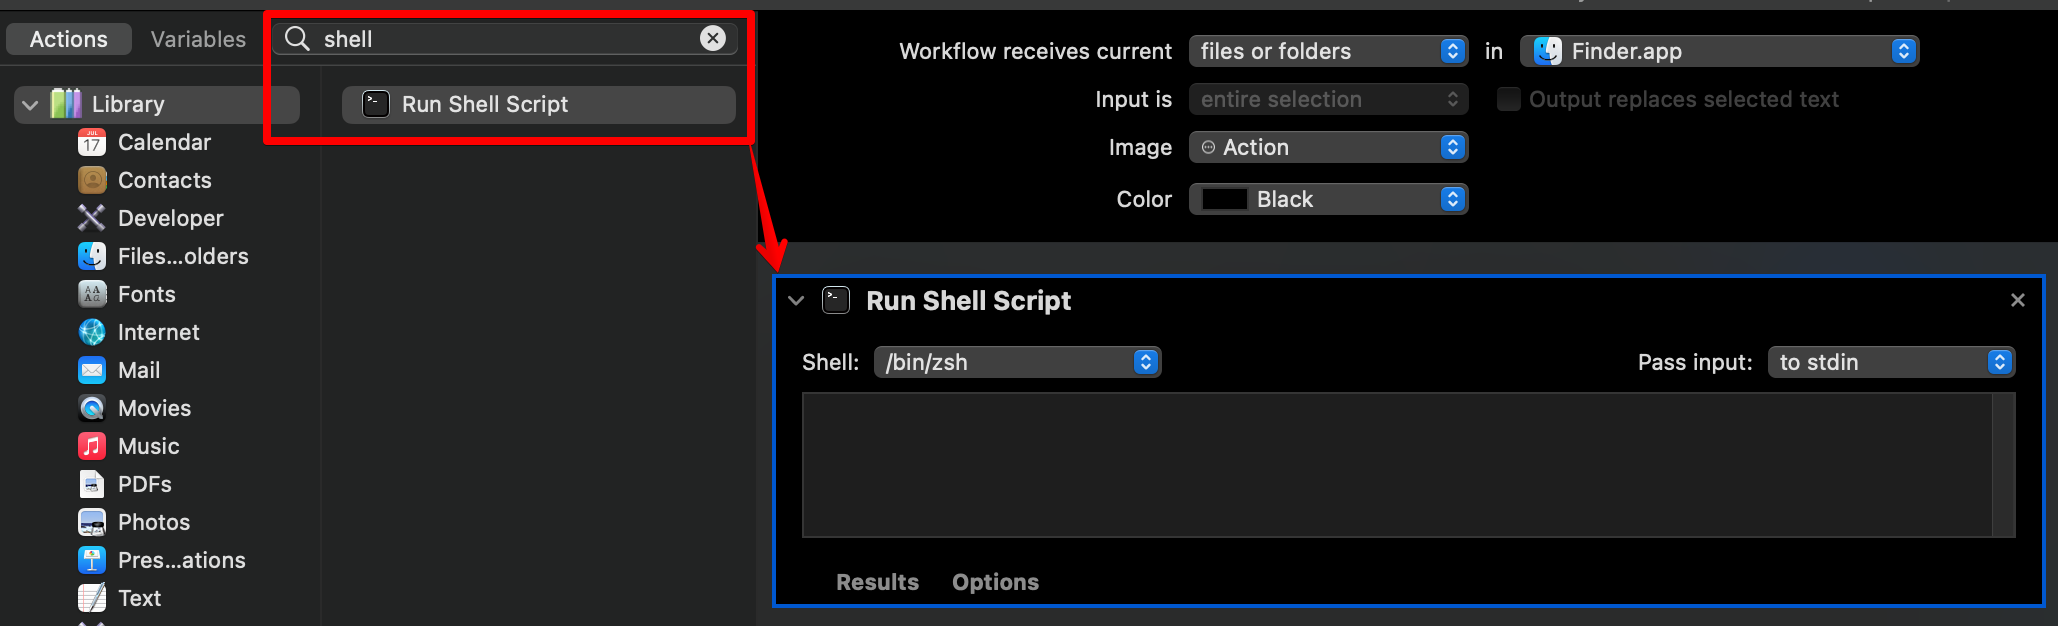 Actions Variables
shell
Library
Calendar
Contacts
Developer
Files...olders
Fonts
Internet
Mail
Movies
Music
PDFs
Photos
Pres...ations
Text
Run Shell Script
Workflow receives current files or folders in Finder.app
Input is entire selection Output replaces selected text
Image Action
Color Black
Run Shell Script
Shell: /bin/zsh Pass input: to stdin
Results Options